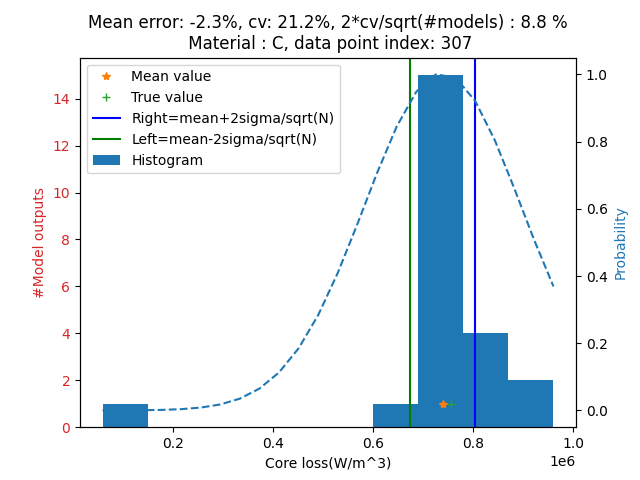 Mean error: -2.3%, cv: 21.2%, 2*cv/sqrt(#models) : 8.8 %
Material : C, data point index: 307
Mean value
True value
Right=mean+2sigma/sqrt(N)
Left=mean-2sigma/sqrt(N)
Histogram
#Model outputs
14
12
10
8
6
4
2
0
1.0
0.8
0.6
0.4
0.2
0.0
Probability
0.2 0.4 0.6 0.8 1.0
1e6
Core loss(W/m^3)